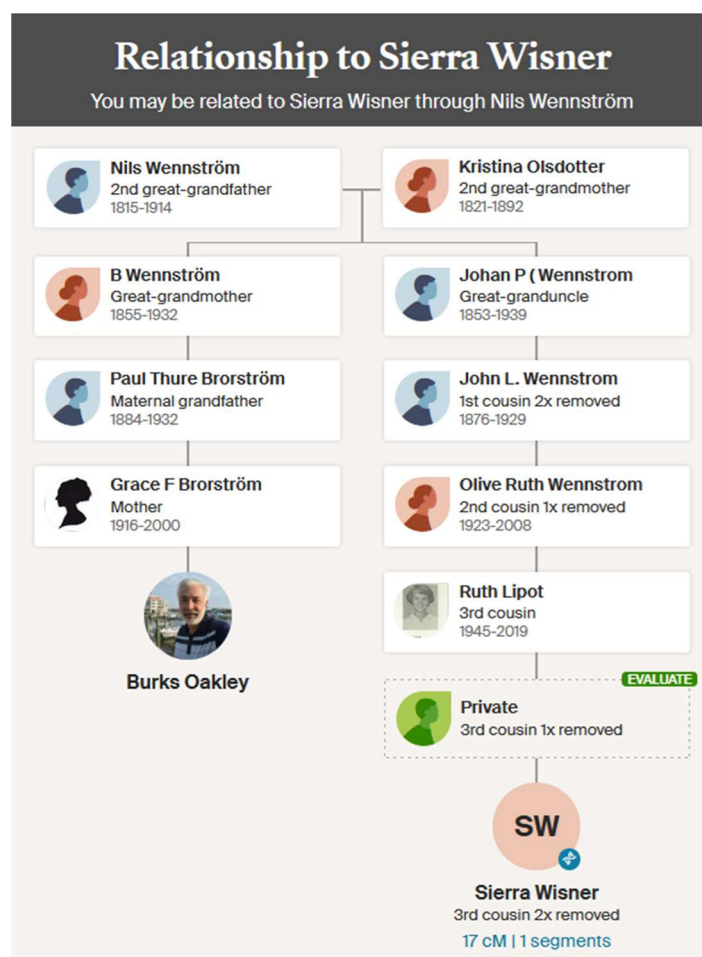 Relationship to Sierra Wisner
You may be related to Sierra Wisner through Nils Wennström
Nils Wennström
2nd great-grandfather
1815-1914
Kristina Olsdotter
2nd great-grandmother
1821-1892
B Wennström
Great-grandmother
1855-1932
Johan P ( Wennstrom
Great-granduncle
1853-1939
Paul Thure Brorström
Maternal grandfather
1884-1932
John L. Wennstrom
1st cousin 2x removed
1876-1929
Grace F Brorström
Mother
1916-2000
Olive Ruth Wennstrom
2nd cousin 1x removed
1923-2008
Burks Oakley
Ruth Lipot
3rd cousin
1945-2019
EVALUATE
Private
3rd cousin 1x removed
SW
Sierra Wisner
3rd cousin 2x removed
17 cM | 1 segments